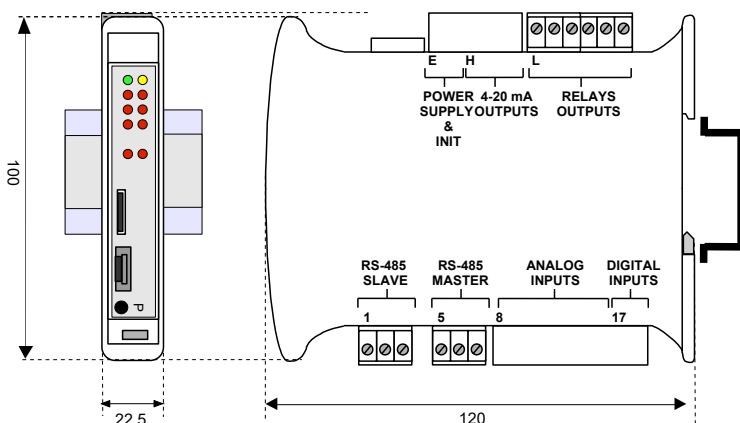 E H L
POWER SUPPLY & INIT
4-20 mA OUTPUTS
RELAYS OUTPUTS
100
P
RS-485 SLAVE
RS-485 MASTER
ANALOG INPUTS
DIGITAL INPUTS
1 5 8 17
22.5
120